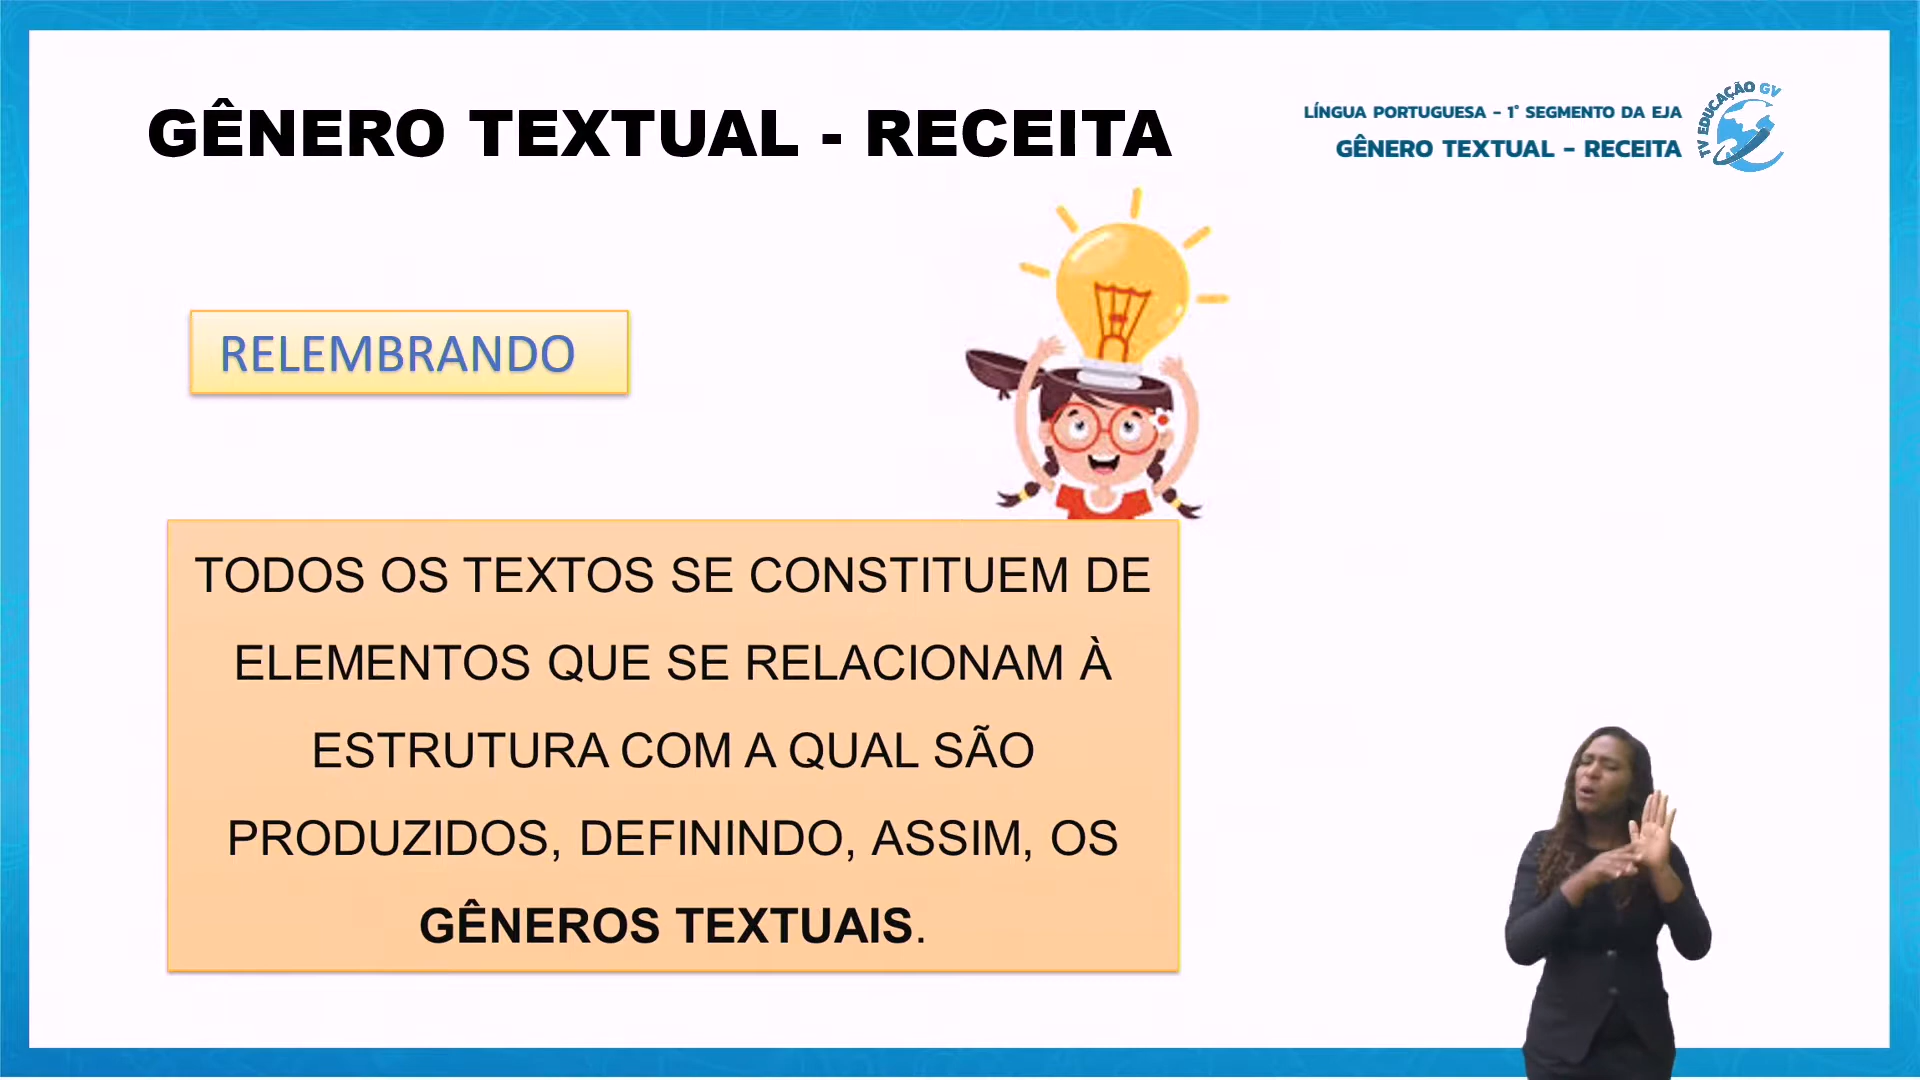 GÊNERO TEXTUAL - RECEITA
LÍNGUA PORTUGUESA - 1° SEGMENTO DA EJA
GÊNERO TEXTUAL - RECEITA
TV EDUCAÇÃO GV
RELEMBRANDO
TODOS OS TEXTOS SE CONSTITUEM DE
ELEMENTOS QUE SE RELACIONAM À
ESTRUTURA COM A QUAL SÃO
PRODUZIDOS, DEFININDO, ASSIM, OS
GÊNEROS TEXTUAIS.